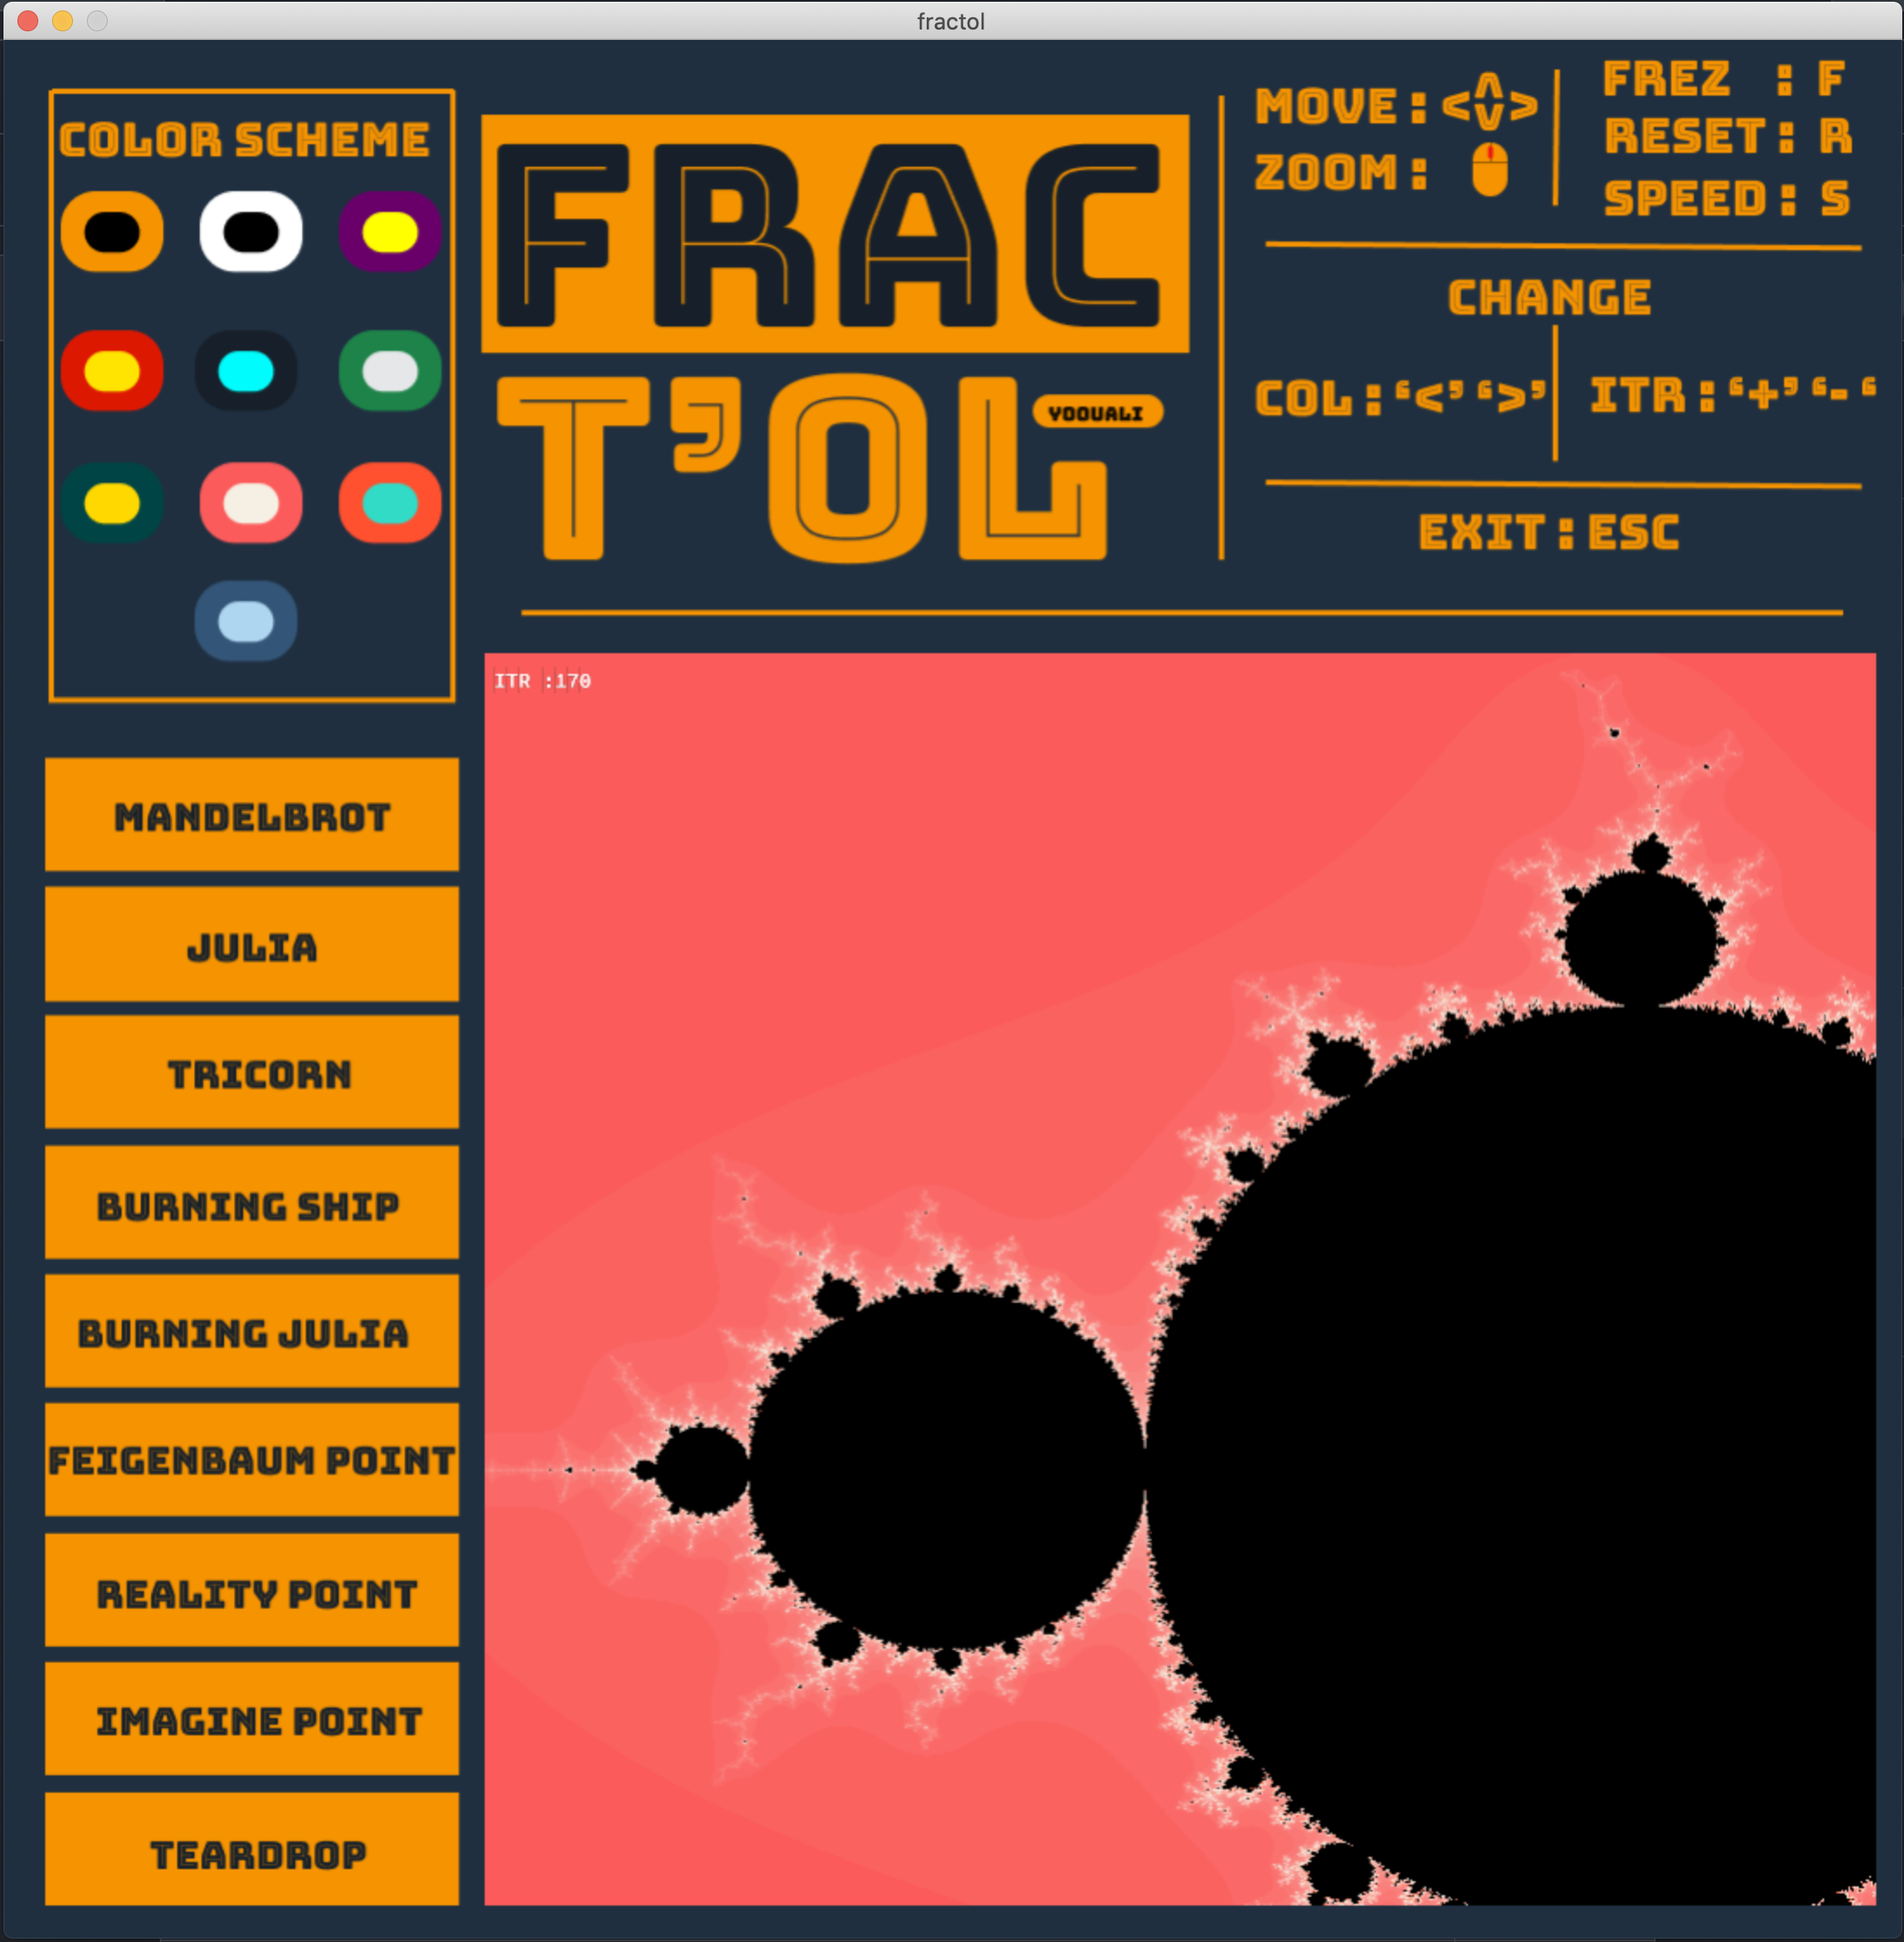 fractol
COLOR SCHEME
FRAC
T’OL
YOOUALI
MOVE : < ^ v >
ZOOM :
FREZ : F
RESET : R
SPEED : S
CHANGE
COL : ‘<’ ‘>’
ITR : ‘+’ ‘- ‘
EXIT : ESC
ITR :170
MANDELBROT
JULIA
TRICORN
BURNING SHIP
BURNING JULIA
FEIGENBAUM POINT
REALITY POINT
IMAGINE POINT
TEARDROP